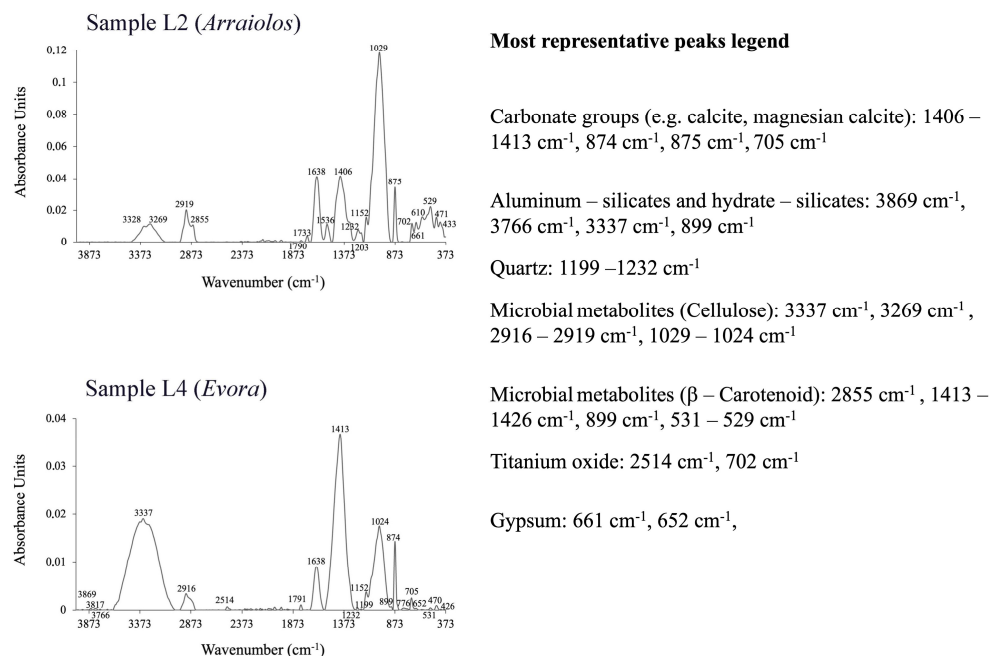 Sample L2 (Arraiolos)
Absorbance Units
0.12
0.1
0.08
0.06
0.04
0.02
0
1029
1638
1406
875
2919
2855
3328
3269
1733
1790
1536
1232
1152
1203
702
661
610
529
471
433
3873 3373 2873 2373 1873 1373 873 373
Wavenumber (cm-1)
Sample L4 (Evora)
Absorbance Units
0.04
0.03
0.02
0.01
0
1413
3337
1024
874
1638
2916
3869
3817
3766
2514
1791
1152
1199
1232
899
776
705
652
531
470
426
3873 3373 2873 2373 1873 1373 873 373
Wavenumber (cm-1)
Most representative peaks legend
Carbonate groups (e.g. calcite, magnesian calcite): 1406 –
1413 cm-1, 874 cm-1, 875 cm-1, 705 cm-1
Aluminum – silicates and hydrate – silicates: 3869 cm-1,
3766 cm-1, 3337 cm-1, 899 cm-1
Quartz: 1199 –1232 cm-1
Microbial metabolites (Cellulose): 3337 cm-1, 3269 cm-1 ,
2916 – 2919 cm-1, 1029 – 1024 cm-1
Microbial metabolites (β – Carotenoid): 2855 cm-1 , 1413 –
1426 cm-1, 899 cm-1, 531 – 529 cm-1
Titanium oxide: 2514 cm-1, 702 cm-1
Gypsum: 661 cm-1, 652 cm-1,